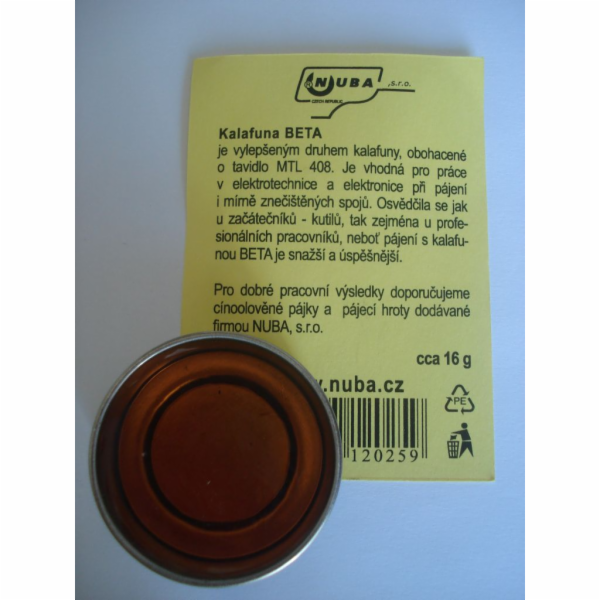 NUBA ,s.r.o.
CZECH REPUBLIC
Kalafuna BETA
je vylepšeným druhem kalafuny, obohacené
o tavidlo MTL 408. Je vhodná pro práce
v elektrotechnice a elektronice při pájení
i mírně znečištěných spojů. Osvědčila se jak
u začátečníků - kutilů, tak zejména u profe-
sionálních pracovníků, neboť pájení s kalafu-
nou BETA je snažší a úspěšnější.
Pro dobré pracovní výsledky doporučujeme
cínoolověné pájky a pájecí hroty dodávané
firmou NUBA, s.r.o.
cca 16 g
.nuba.cz
PE
120259